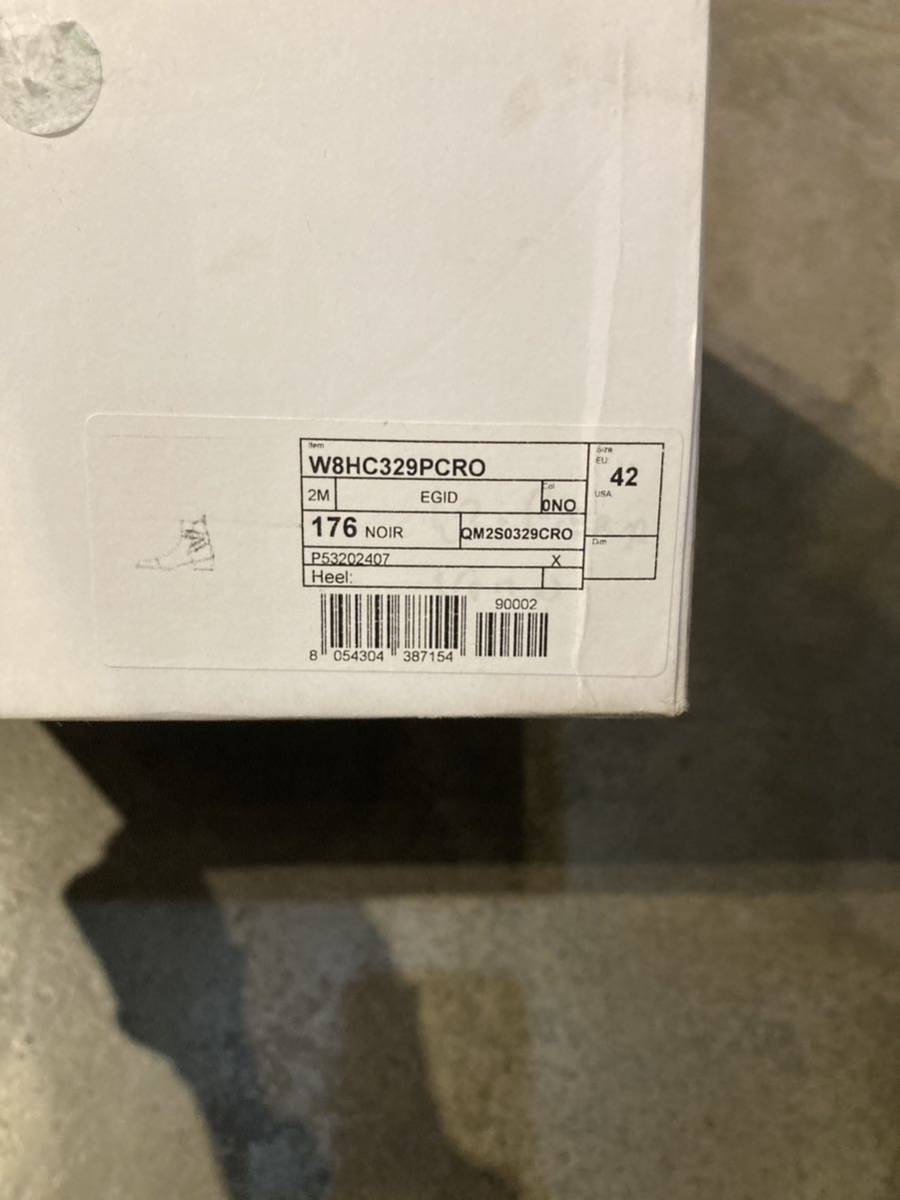 Item
W8HC329PCRO
Size
EU
42
USA
2M EGID Col 0NO
176 NOIR QM2S0329CRO
Dim
P53202407 X
Heel:
90002
8 054304 387154